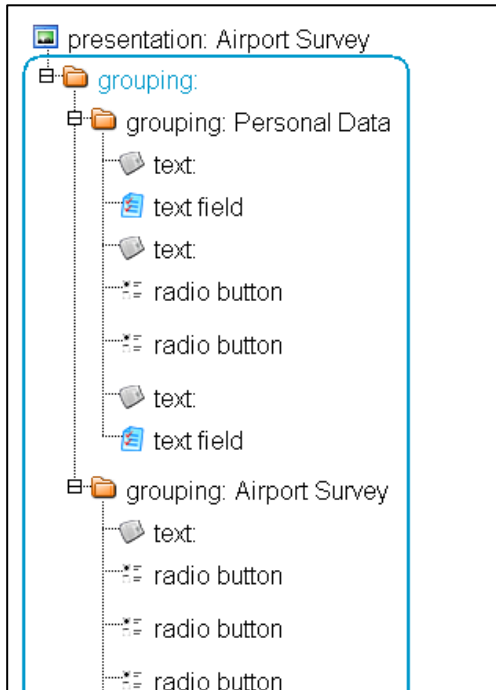 presentation: Airport Survey
grouping:
grouping: Personal Data
text:
text field
text:
radio button
radio button
text:
text field
grouping: Airport Survey
text:
radio button
radio button
radio button